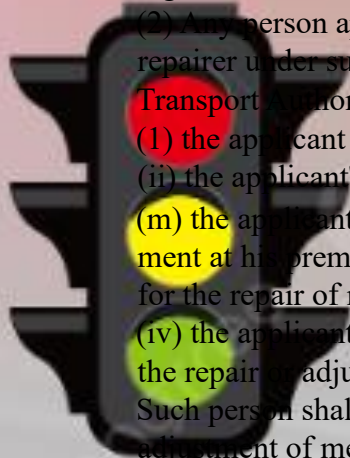 (2) Any person a
repairer under su
Transport Author
(1) the applicant
(ii) the applicant
(m) the applicant
ment at his prem
for the repair of
(iv) the applicant
the repair or adju
Such person shal
adjustment of me